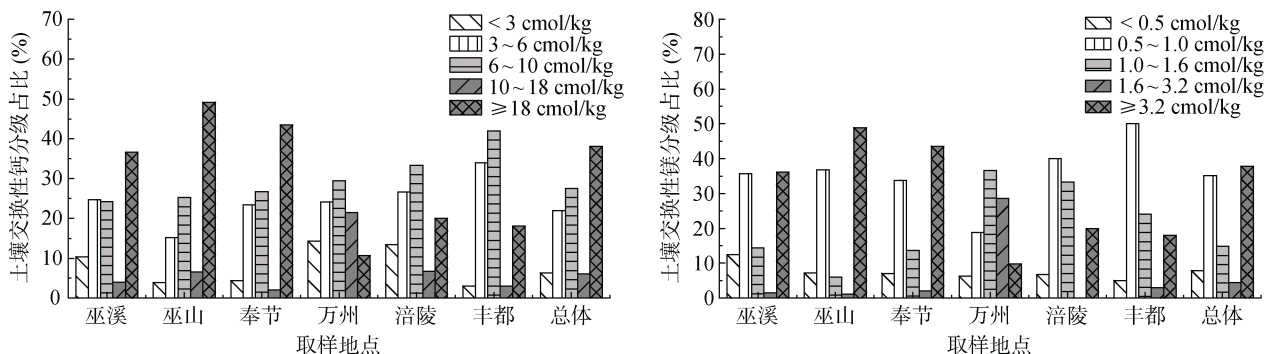 土壤交换性钙分级占比 (%)
70
60
50
40
30
20
10
0
< 3 cmol/kg
3~6 cmol/kg
6~10 cmol/kg
10~18 cmol/kg
≥18 cmol/kg
巫溪 巫山 奉节 万州 涪陵 丰都 总体
取样地点
土壤交换性镁分级占比 (%)
80
70
60
50
40
30
20
10
0
< 0.5 cmol/kg
0.5~1.0 cmol/kg
1.0~1.6 cmol/kg
1.6~3.2 cmol/kg
≥3.2 cmol/kg
巫溪 巫山 奉节 万州 涪陵 丰都 总体
取样地点